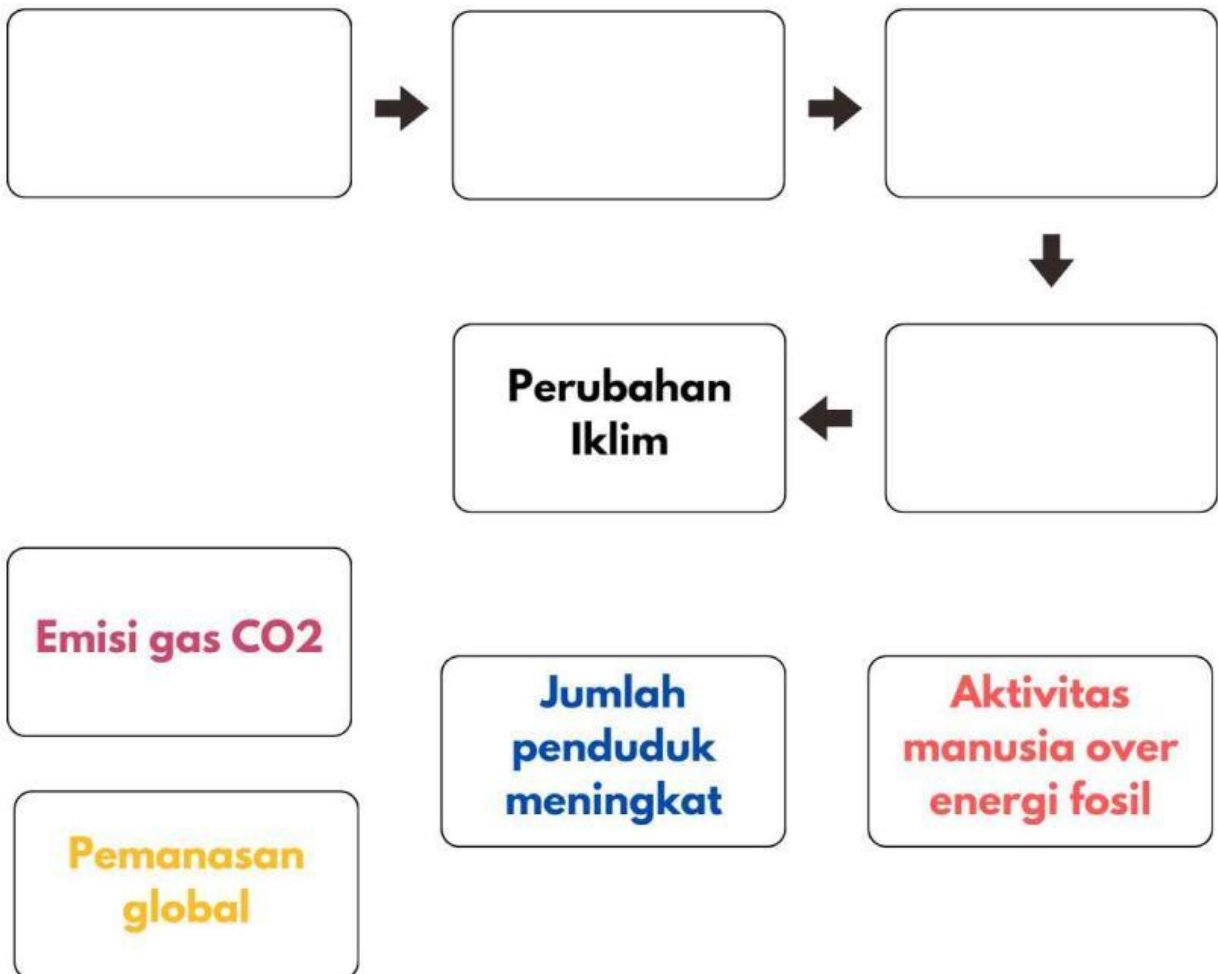 Perubahan
Iklim
Emisi gas CO2
Jumlah
penduduk
meningkat
Aktivitas
manusia over
energi fosil
Pemanasan
global